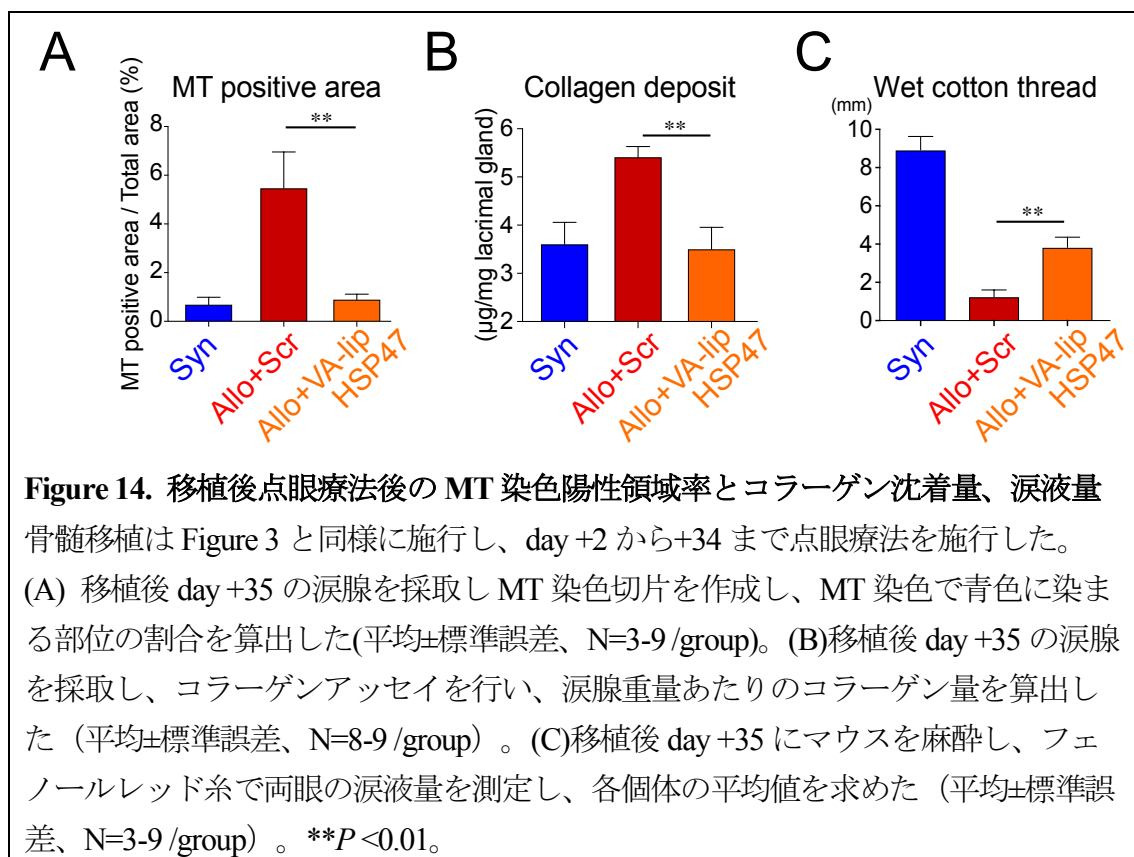 A
MT positive area
MT positive area / Total area (%)
8
6
4
2
0
**
Syn
Allo+Scr
Allo+VA-lip
HSP47
B
Collagen deposit
(µg/mg lacrimal gland)
6
5
4
3
2
**
Syn
Allo+Scr
Allo+VA-lip
HSP47
C
Wet cotton thread
(mm)
10
8
6
4
2
0
**
Syn
Allo+Scr
Allo+VA-lip
HSP47
Figure 14. 移植後点眼療法後の MT 染色陽性領域率とコラーゲン沈着量、涙液量
骨髄移植は Figure 3 と同様に施行し、day +2 から+34 まで点眼療法を施行した。
(A) 移植後 day +35 の涙腺を採取し MT 染色切片を作成し、MT 染色で青色に染ま
る部位の割合を算出した(平均±標準誤差、N=3-9 /group)。(B)移植後 day +35 の涙腺
を採取し、コラーゲンアッセイを行い、涙腺重量あたりのコラーゲン量を算出し
た（平均±標準誤差、N=8-9 /group）。(C)移植後 day +35 にマウスを麻酔し、フェ
ノールレッド糸で両眼の涙液量を測定し、各個体の平均値を求めた（平均±標準誤
差、N=3-9 /group）。**P <0.01。